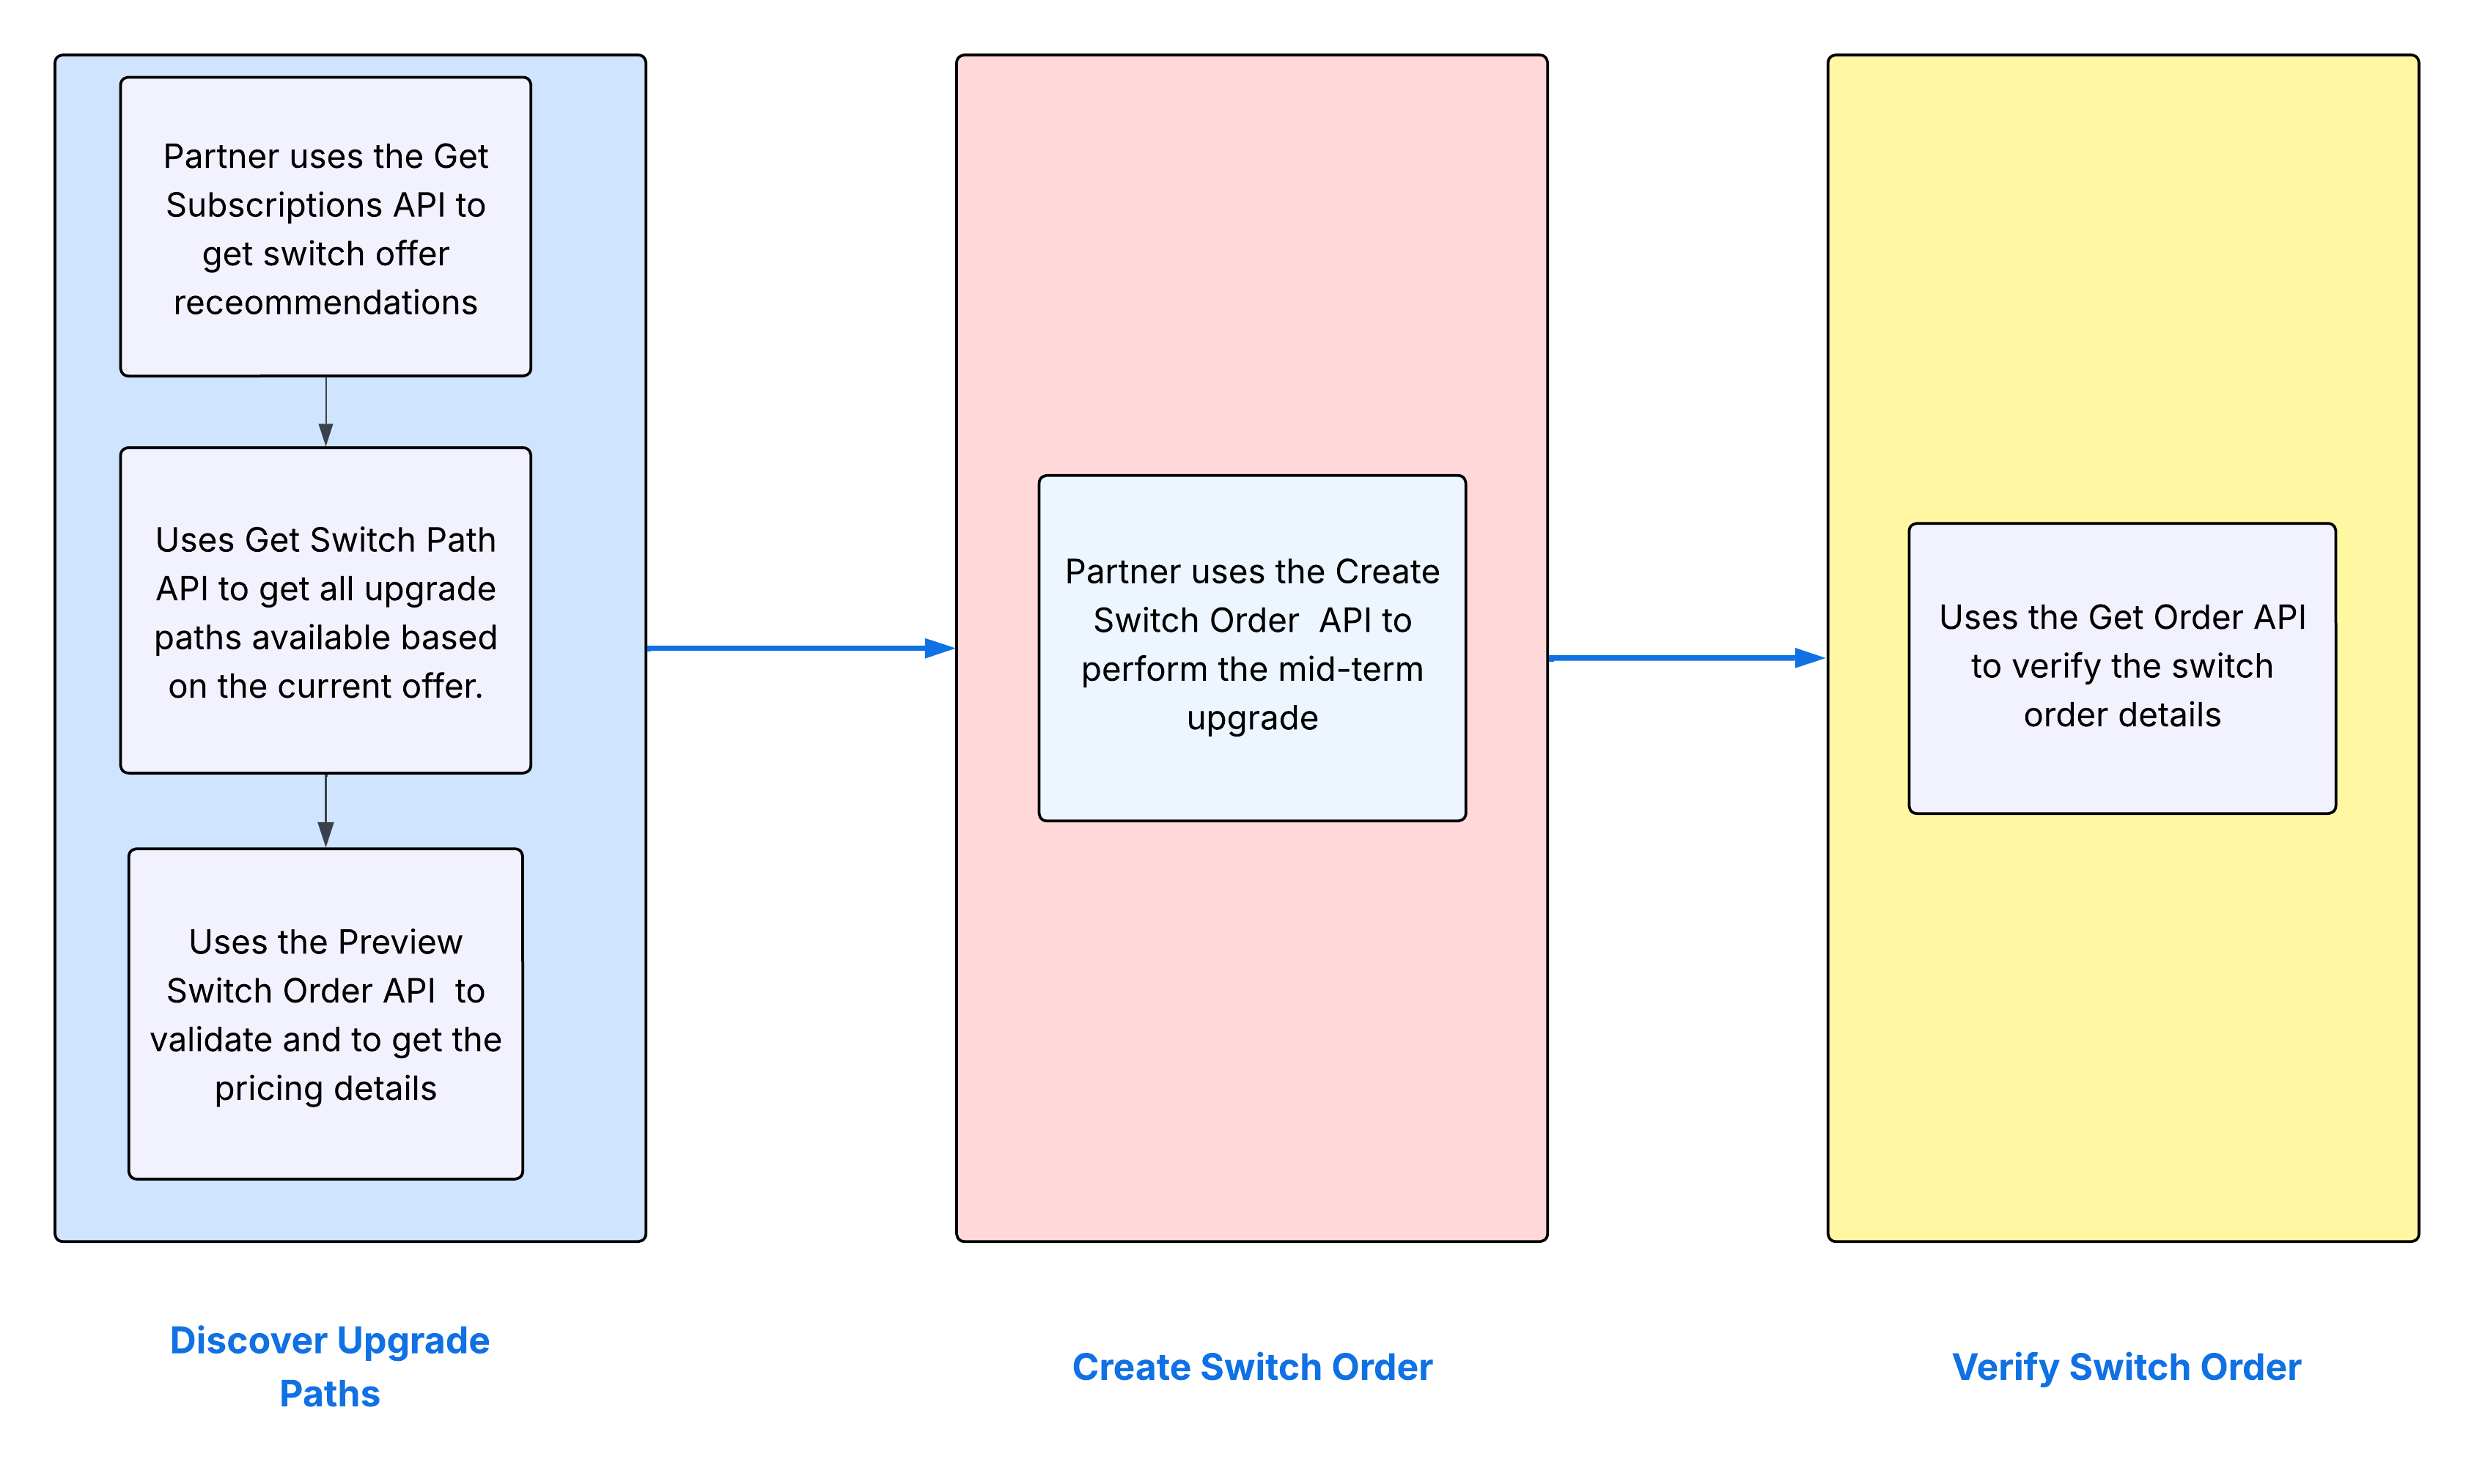 Partner uses the Get
Subscriptions API to
get switch offer
receommendations
Uses Get Switch Path
API to get all upgrade
paths available based
on the current offer.
Uses the Preview
Switch Order API  to
validate and to get the
pricing details
Discover Upgrade
Paths
Partner uses the Create
Switch Order  API to
perform the mid-term
upgrade
Create Switch Order
Uses the Get Order API
to verify the switch
order details
Verify Switch Order